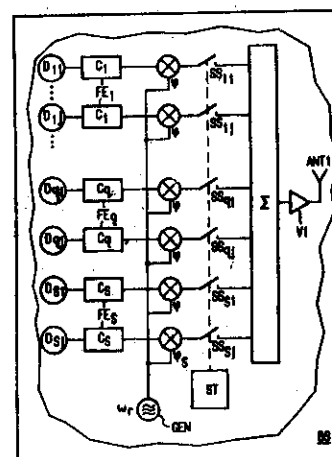 D11 C1 φ SS11
FE1
D1j C1 φ SS1j
ANT1
Dq1 Cq φ SSq1
FEq
Σ
V1
Dqj Cq φ SSqj
DS1 CS φ SSS1
FES
DSj CS φS SSSj
ST
ωr GEN
BS